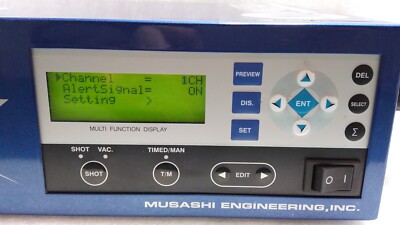 Channel = 1CH
AlertSignal= ON
Setting >
MULTI FUNCTION DISPLAY
PREVIEW
DIS.
SET
ENT
DEL
SELECT
Σ
SHOT VAC.
SHOT
TIMED/MAN
T/M
EDIT
O I
MUSASHI ENGINEERING, INC.